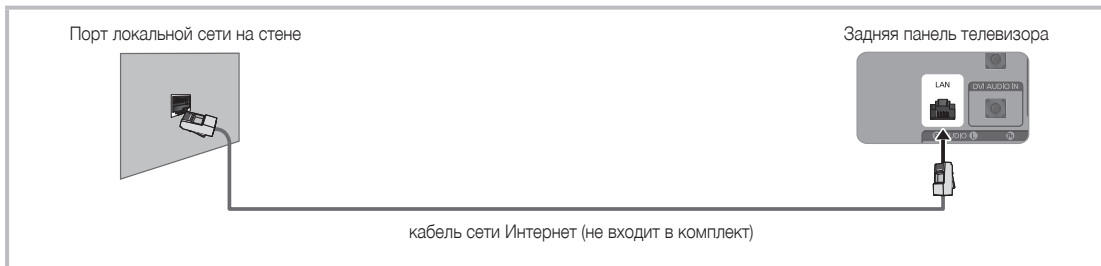 Порт локальной сети на стене
Задняя панель телевизора
LAN
DVI AUDIO IN
кабель сети Интернет (не входит в комплект)